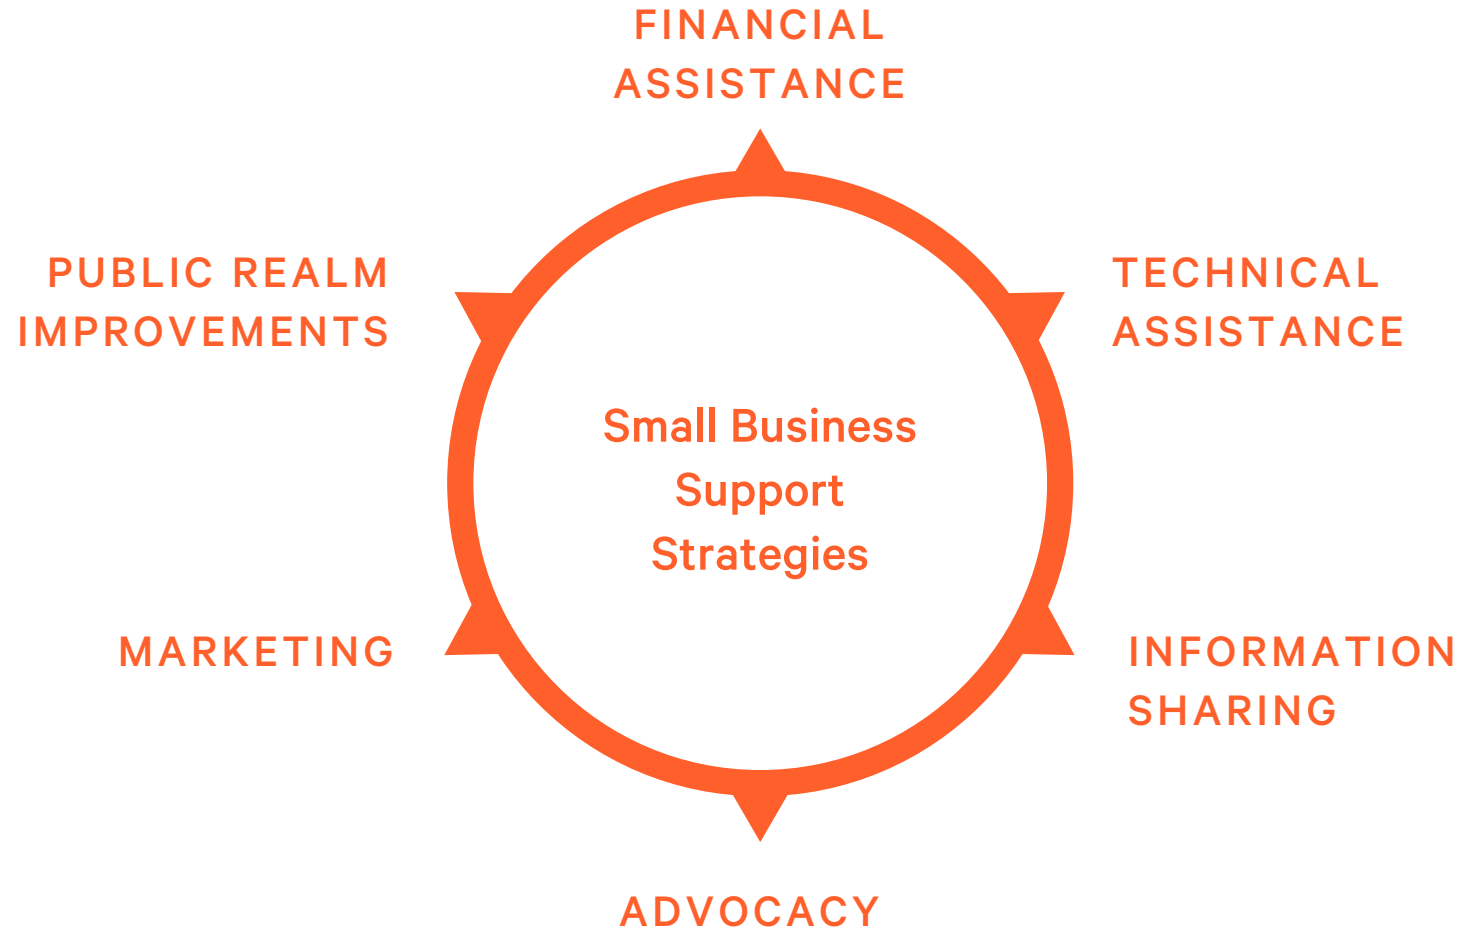 FINANCIAL
ASSISTANCE
PUBLIC REALM
IMPROVEMENTS
TECHNICAL
ASSISTANCE
Small Business
Support
Strategies
MARKETING
INFORMATION
SHARING
ADVOCACY